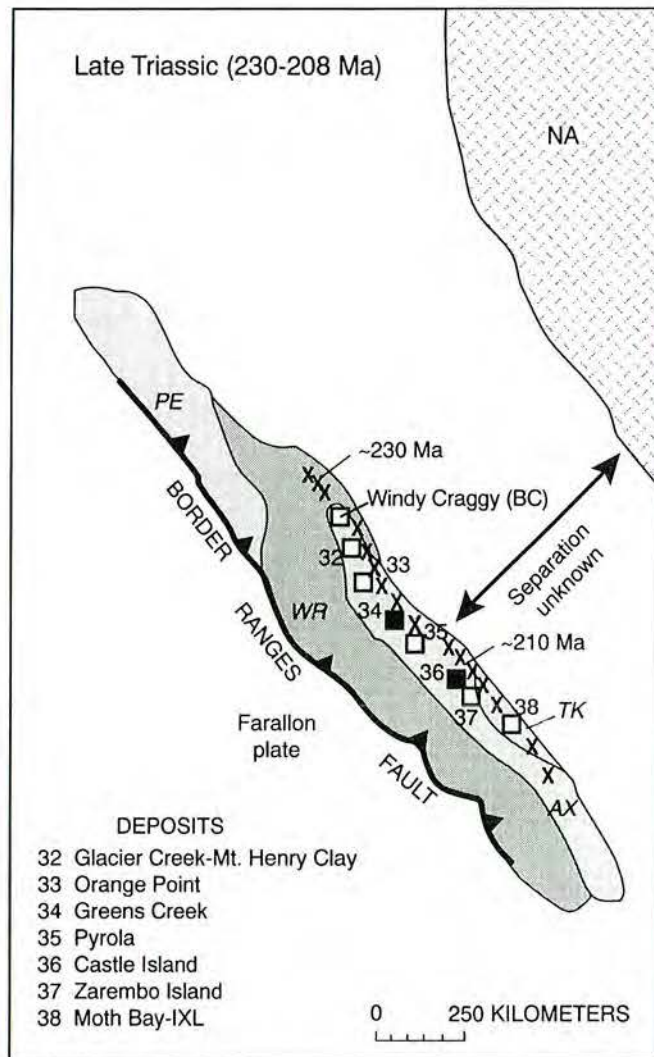 Late Triassic (230-208 Ma)
NA
PE
~230 Ma
Windy Craggy (BC)
BORDER
32
33
Separation
unknown
WR
34
35
RANGES
~210 Ma
36
Farallon
plate
37
38
TK
FAULT
AX
DEPOSITS
32 Glacier Creek-Mt. Henry Clay
33 Orange Point
34 Greens Creek
35 Pyrola
36 Castle Island
37 Zarembo Island
38 Moth Bay-IXL
0 250 KILOMETERS